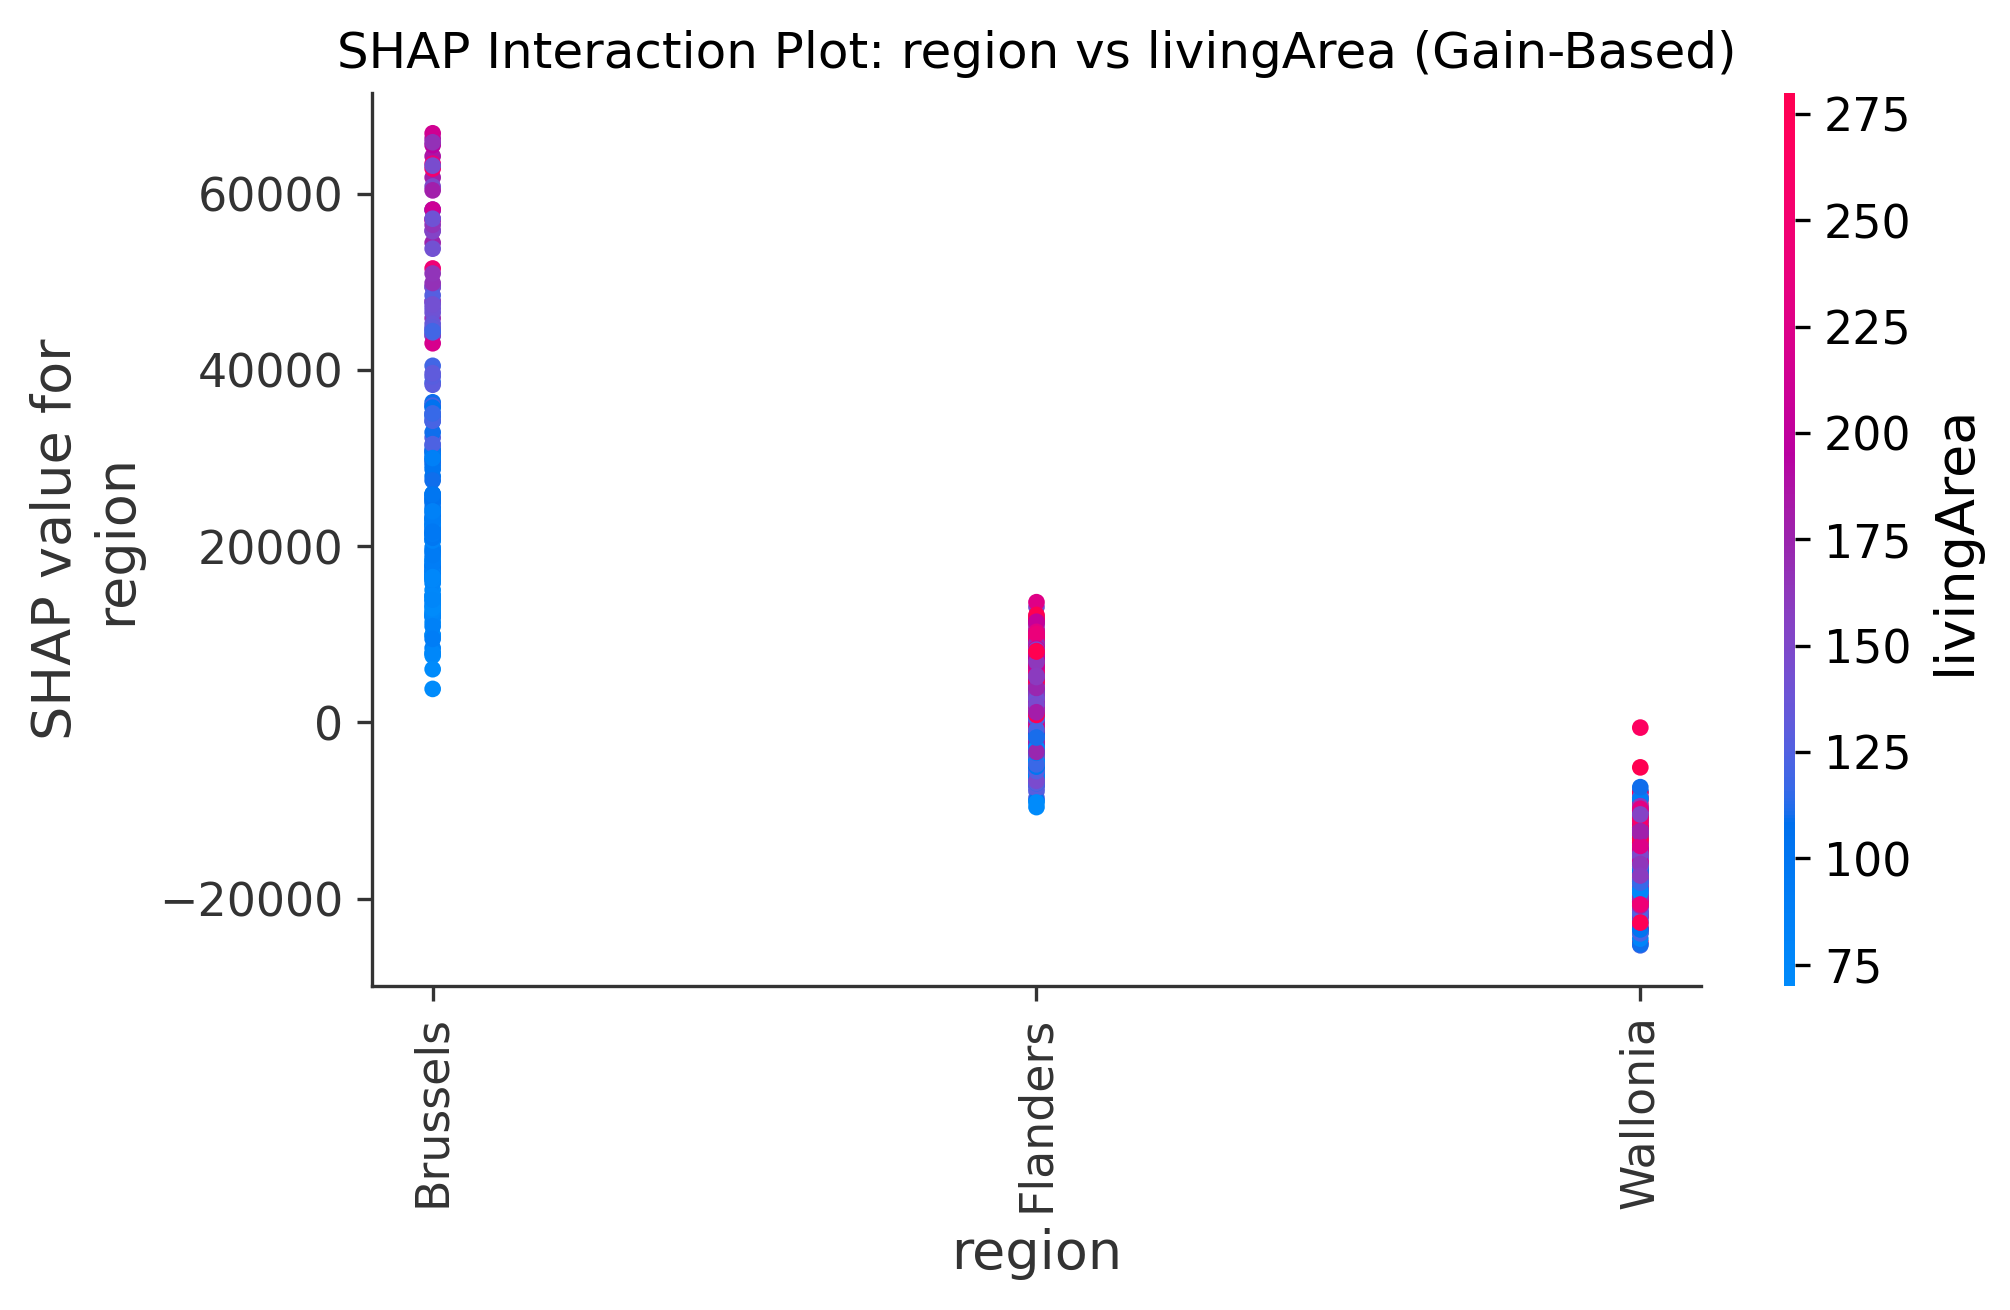 SHAP Interaction Plot: region vs livingArea (Gain-Based)
SHAP value for
region
60000
40000
20000
0
−20000
Brussels
Flanders
Wallonia
region
275
250
225
200
175
150
125
100
75
livingArea